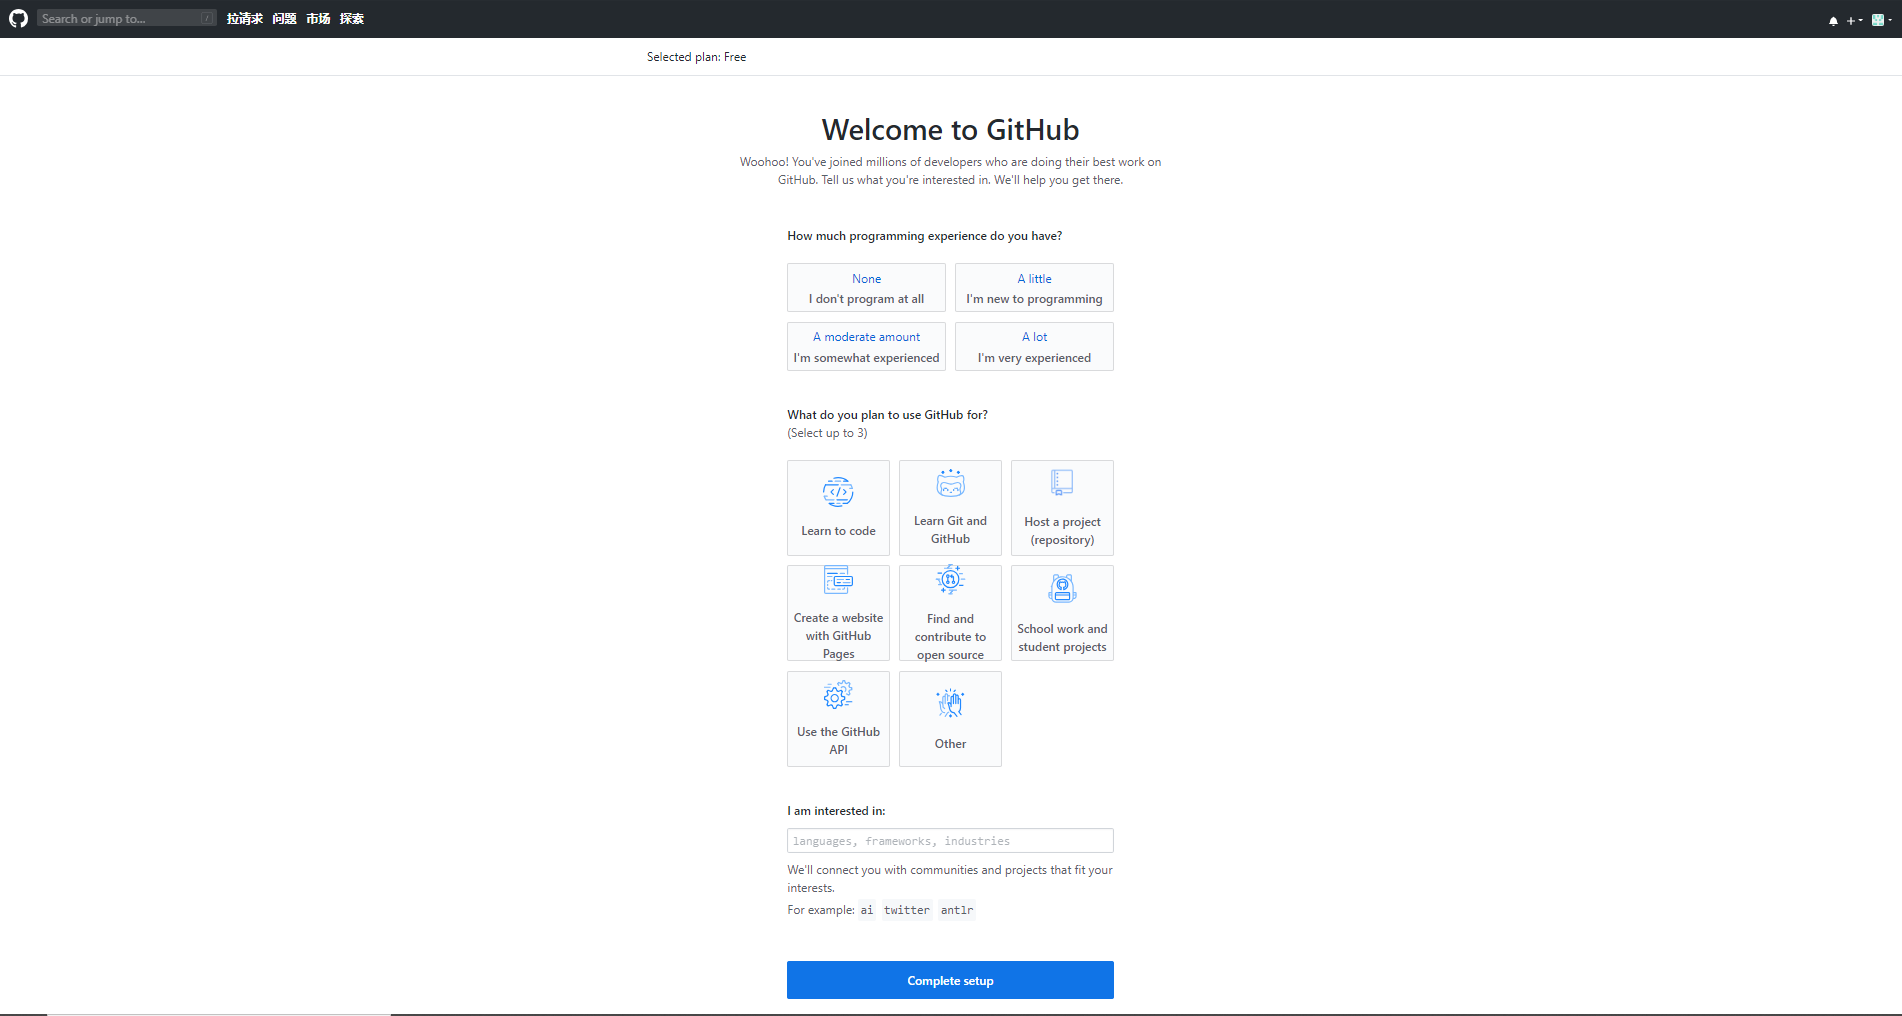 Search or jump to... / 拉请求 问题 市场 探索
Selected plan: Free
Welcome to GitHub
Woohoo! You've joined millions of developers who are doing their best work on
GitHub. Tell us what you're interested in. We'll help you get there.
How much programming experience do you have?
None
I don't program at all
A little
I'm new to programming
A moderate amount
I'm somewhat experienced
A lot
I'm very experienced
What do you plan to use GitHub for?
(Select up to 3)
Learn to code
Learn Git and
GitHub
Host a project
(repository)
Create a website
with GitHub
Pages
Find and
contribute to
open source
School work and
student projects
Use the GitHub
API
Other
I am interested in:
languages, frameworks, industries
We'll connect you with communities and projects that fit your
interests.
For example: ai twitter antlr
Complete setup